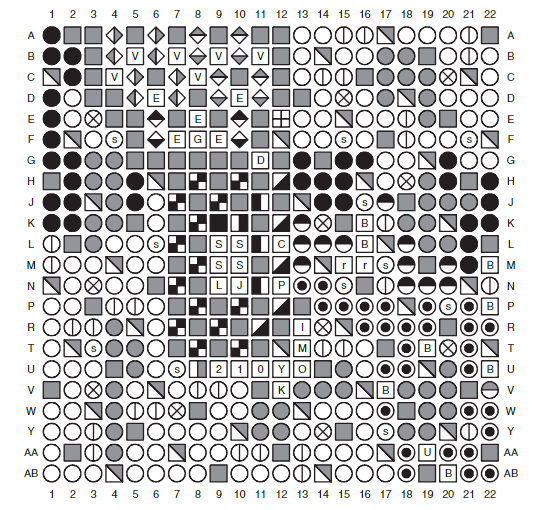 1 2 3 4 5 6 7 8 9 10 11 12 13 14 15 16 17 18 19 20 21 22
A A
B V V V V B
C V V C
D E E D
E E E
F s E G E s s F
G D G
H H
J s J
K B K
L s S S C B L
M S S r r s B M
N L J P N
P s B P
R I R
T s M B T
U s 2 1 0 Y O B U
V K B V
W W
Y s Y
AA U AA
AB B AB
1 2 3 4 5 6 7 8 9 10 11 12 13 14 15 16 17 18 19 20 21 22